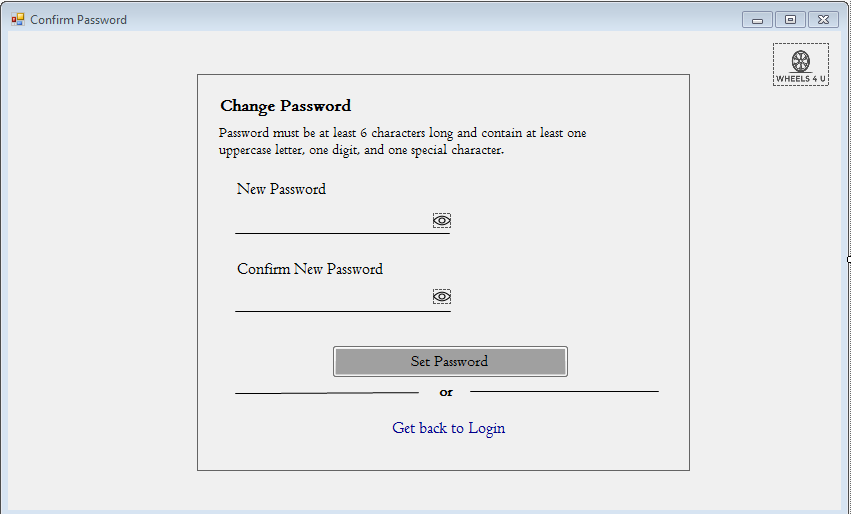 Confirm Password
WHEELS 4 U
Change Password
Password must be at least 6 characters long and contain at least one
uppercase letter, one digit, and one special character.
New Password
Confirm New Password
Set Password
or
Get back to Login